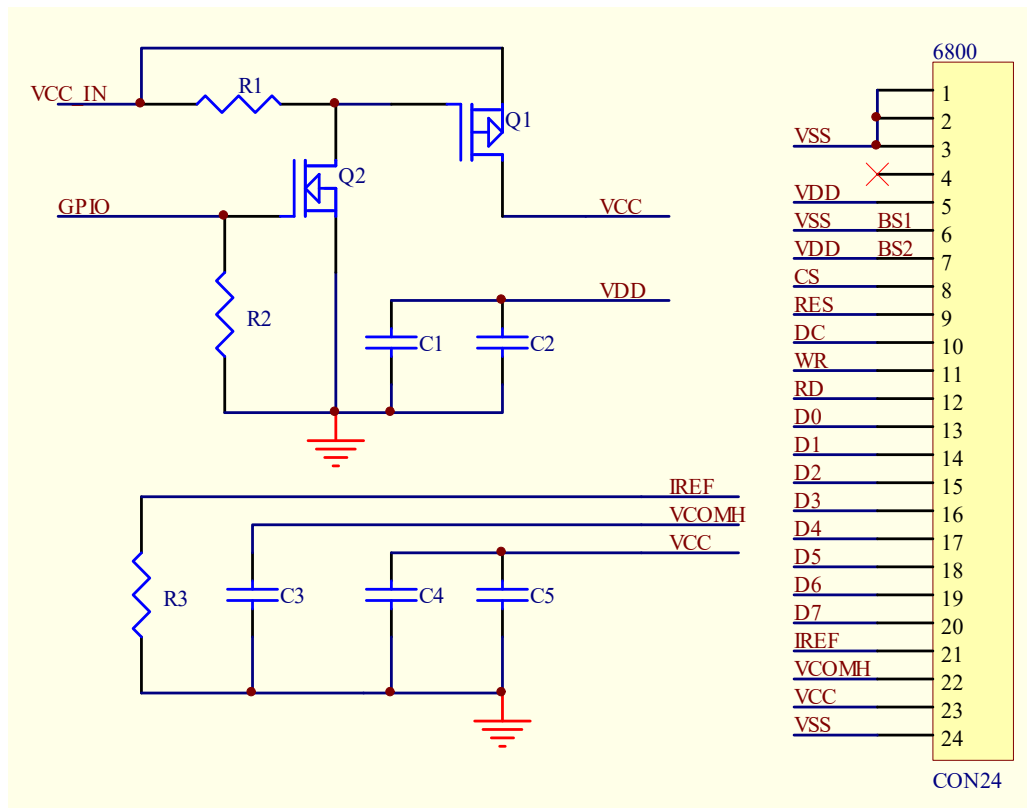 VCC_IN
R1
Q1
Q2
GPIO
VCC
R2
VDD
C1
C2
IREF
VCOMH
VCC
R3
C3
C4
C5
6800
1
2
VSS 3
4
VDD 5
VSS BS1 6
VDD BS2 7
CS 8
RES 9
DC 10
WR 11
RD 12
D0 13
D1 14
D2 15
D3 16
D4 17
D5 18
D6 19
D7 20
IREF 21
VCOMH 22
VCC 23
VSS 24
CON24